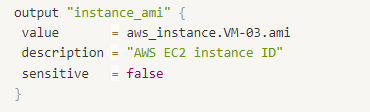 output "instance_ami" {
  value       = aws_instance.VM-03.ami
  description = "AWS EC2 instance ID"
  sensitive   = false
}